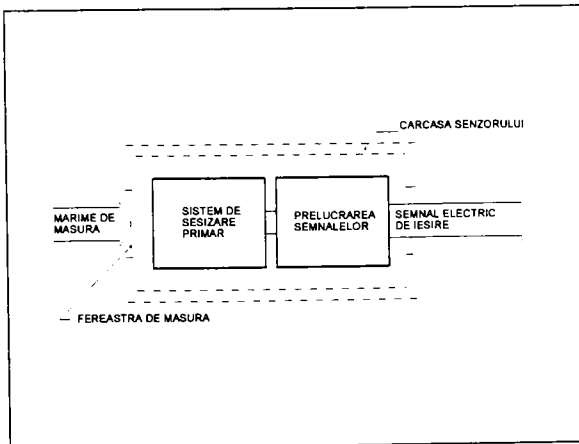 CARCASA SENZORULUI
MARIME DE
MASURA
SISTEM DE
SESIZARE
PRIMAR
PRELUCRAREA
SEMNALELOR
SEMNAL ELECTRIC
DE IESIRE
FEREASTRA DE MASURA